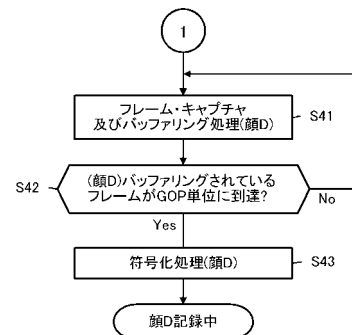 1
フレーム・キャプチャ
及びバッファリング処理(顔D)
S41
S42
(顔D)バッファリングされている
フレームがGOP単位に到達?
No
Yes
符号化処理(顔D)
S43
顔D記録中